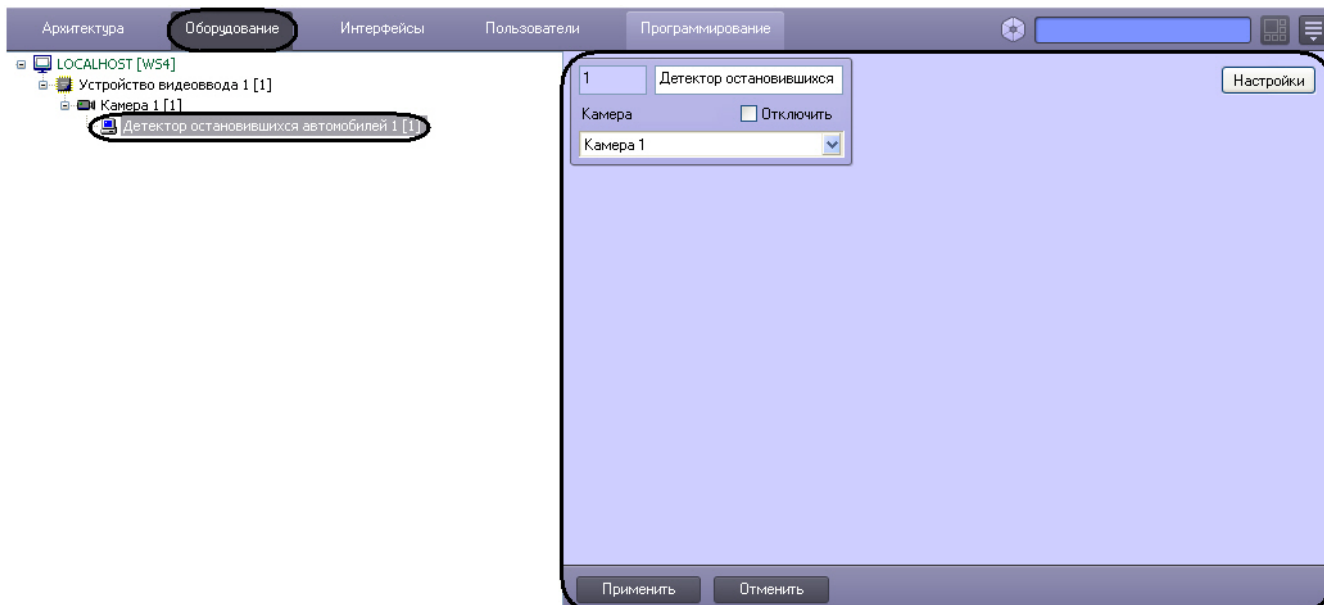 Архитектура Оборудование Интерфейсы Пользователи Программирование
LOCALHOST [WS4]
Устройство видеоввода 1 [1]
Камера 1 [1]
Детектор остановившихся автомобилей 1 [1]
1 Детектор остановившихся
Настройки
Камера Отключить
Камера 1
Применить Отменить